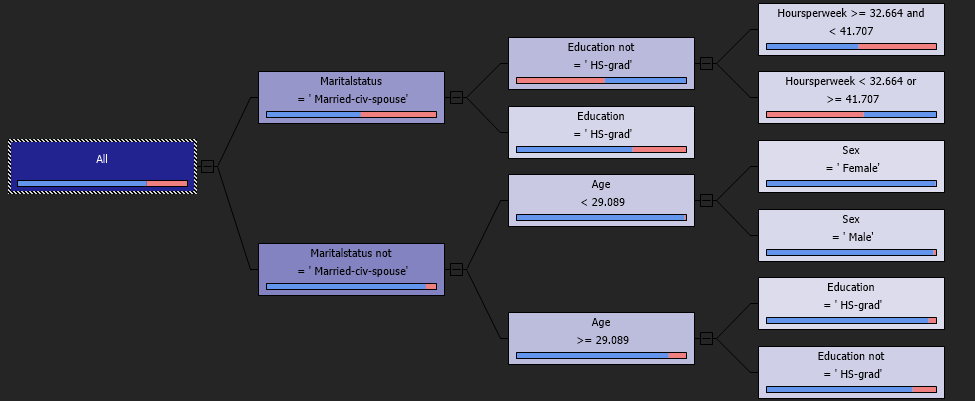 All
Maritalstatus
= ' Married-civ-spouse'
Maritalstatus not
= ' Married-civ-spouse'
Education not
= ' HS-grad'
Education
= ' HS-grad'
Age
< 29.089
Age
>= 29.089
Hoursperweek >= 32.664 and
< 41.707
Hoursperweek < 32.664 or
>= 41.707
Sex
= ' Female'
Sex
= ' Male'
Education
= ' HS-grad'
Education not
= ' HS-grad'